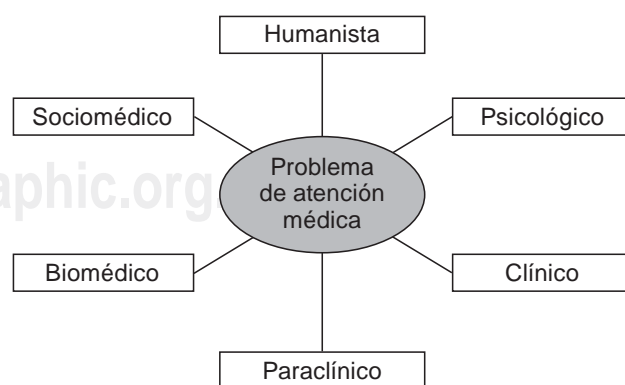 Humanista
Sociomédico
Psicológico
Problema
de atención
médica
aphic.org
Biomédico
Clínico
Paraclínico